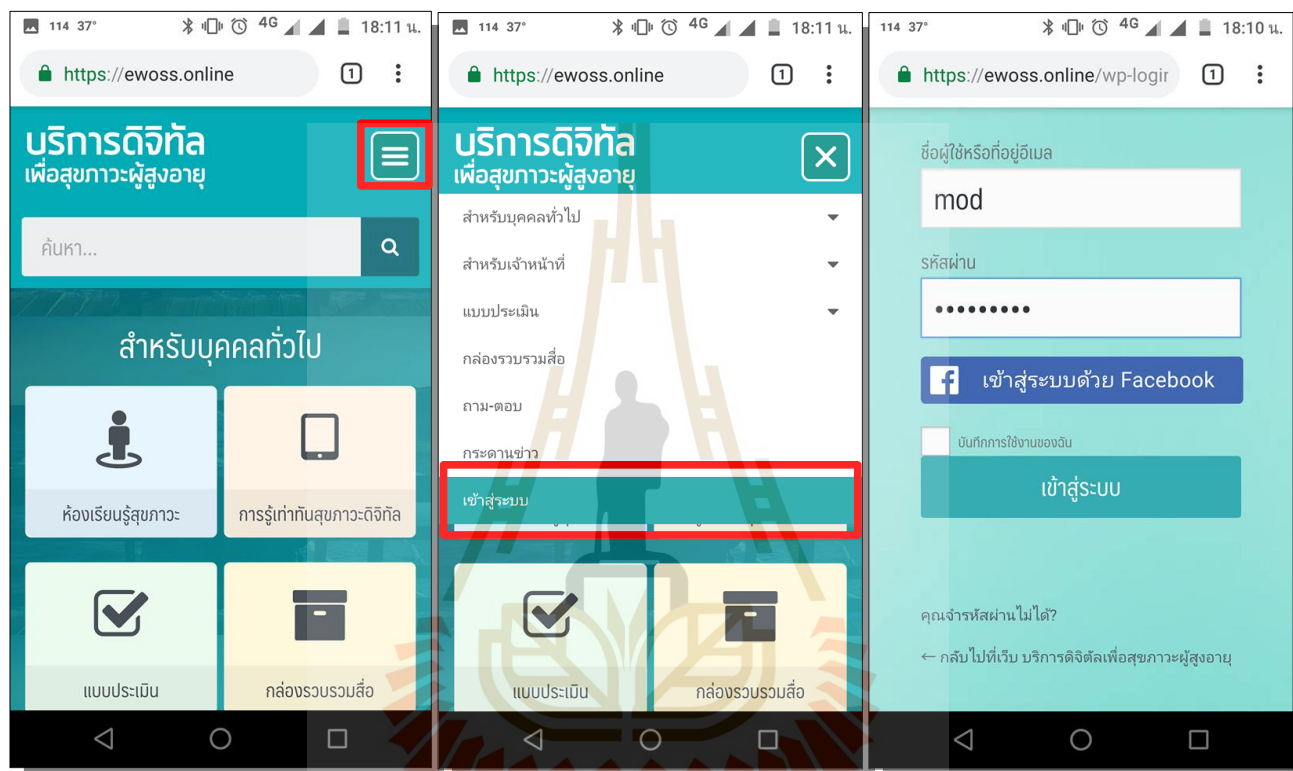 114 37° 4G 18:11 น.
https://ewoss.online 1
บริการดิจิทัล
เพื่อสุขภาวะผู้สูงอายุ
ค้นหา...
สำหรับบุคคลทั่วไป
ห้องเรียนรู้สุขภาวะ การรู้เท่าทันสุขภาวะดิจิทัล
แบบประเมิน กล่องรวบรวมสื่อ
114 37° 4G 18:11 น.
https://ewoss.online 1
บริการดิจิทัล
เพื่อสุขภาวะผู้สูงอายุ
สำหรับบุคคลทั่วไป
สำหรับเจ้าหน้าที่
แบบประเมิน
กล่องรวบรวมสื่อ
ถาม-ตอบ
กระดานข่าว
เข้าสู่ระบบ
แบบประเมิน กล่องรวบรวมสื่อ
114 37° 4G 18:10 น.
https://ewoss.online/wp-login 1
ชื่อผู้ใช้หรือที่อยู่อีเมล
mod
รหัสผ่าน
•••••••••
เข้าสู่ระบบด้วย Facebook
บันทึกการใช้งานของฉัน
เข้าสู่ระบบ
คุณจำรหัสผ่านไม่ได้?
← กลับไปที่เว็บ บริการดิจิตัลเพื่อสุขภาวะผู้สูงอายุ